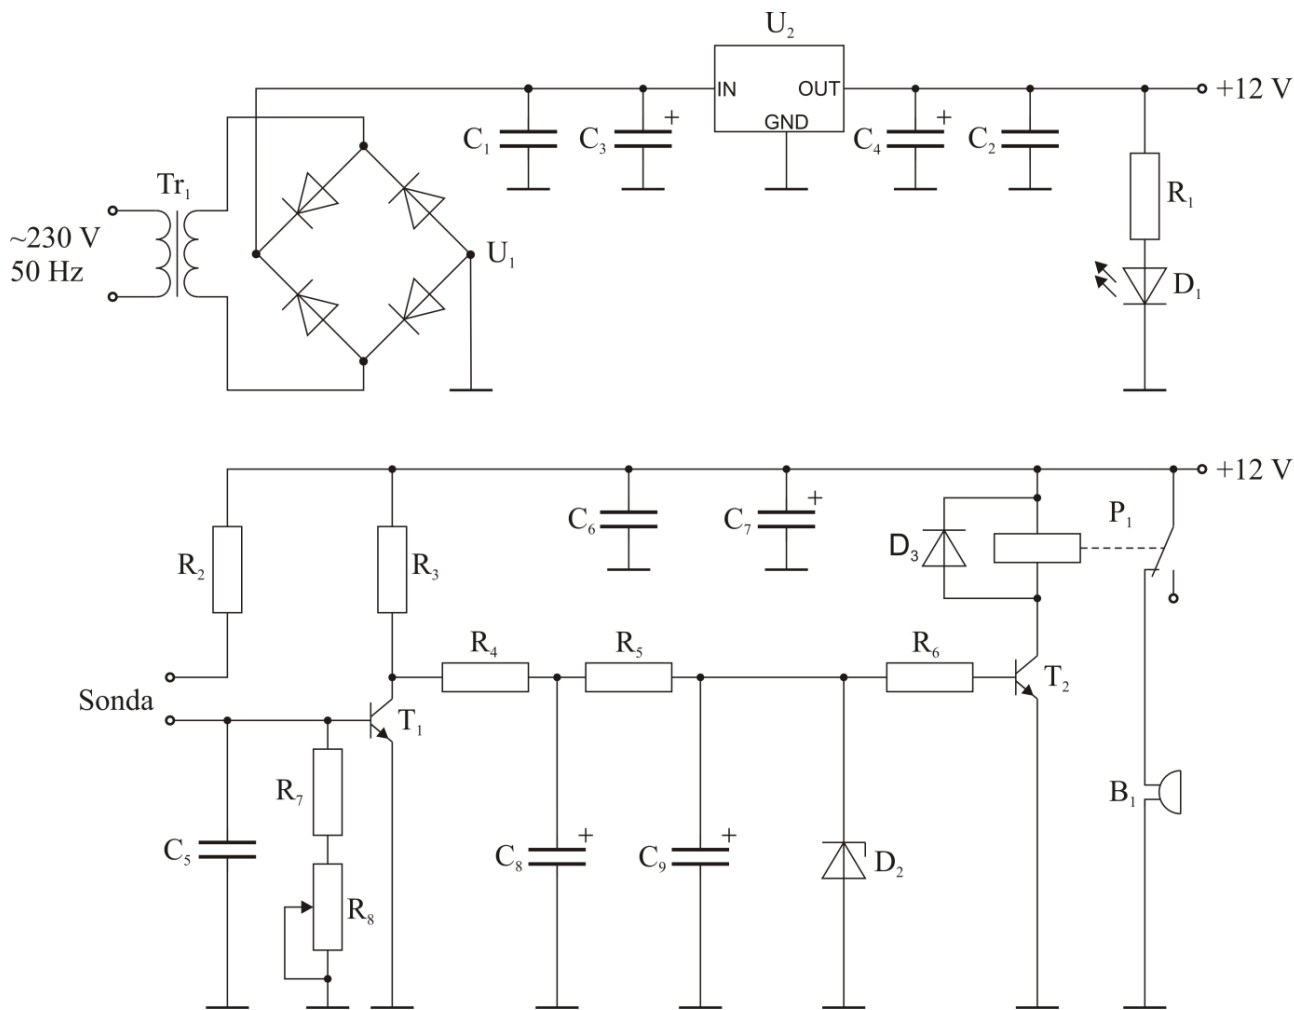 U₂
IN
OUT
GND
+12 V
C₁
C₃
+
C₄
+
C₂
R₁
Tr₁
~230 V
50 Hz
U₁
D₁
+12 V
C₆
C₇
+
D₃
P₁
R₂
R₃
R₄
R₅
R₆
T₂
Sonda
T₁
R₇
B₁
C₅
C₈
+
C₉
+
D₂
R₈